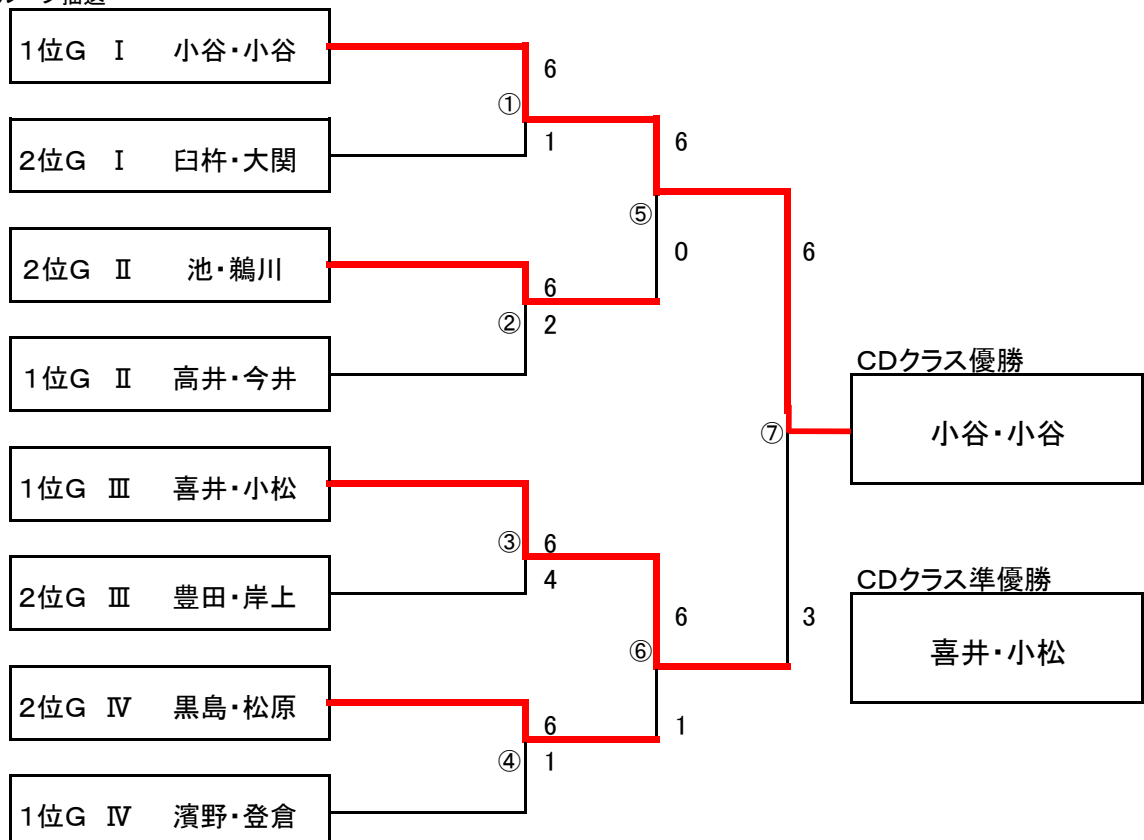 1位G Ⅰ 小谷・小谷
6
①
1
6
2位G Ⅰ 臼杵・大関
⑤
0
6
2位G Ⅱ 池・鵜川
6
②
2
1位G Ⅱ 高井・今井
CDクラス優勝
⑦
小谷・小谷
1位G Ⅲ 喜井・小松
③
6
4
2位G Ⅲ 豊田・岸上
CDクラス準優勝
6
3
⑥
喜井・小松
2位G Ⅳ 黒島・松原
6
1
④
1
1位G Ⅳ 濱野・登倉